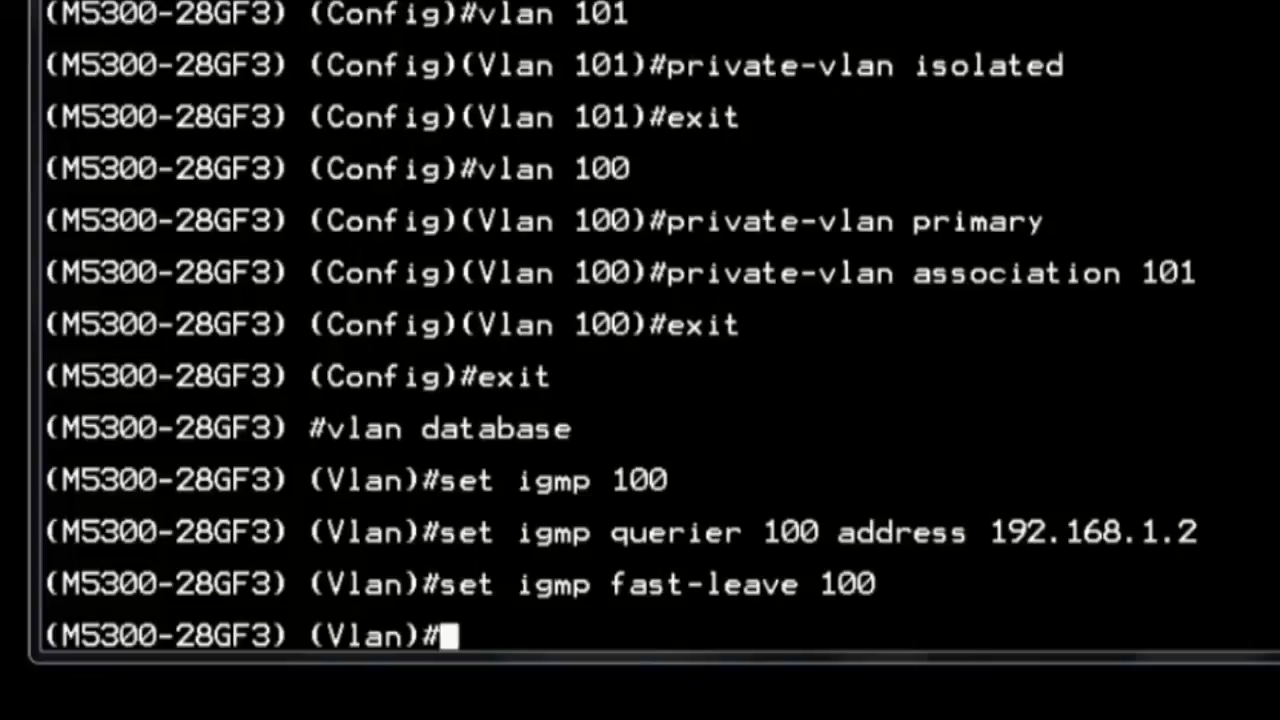 (M5300-28GF3) (Config)#vlan 101
(M5300-28GF3) (Config)(Vlan 101)#private-vlan isolated
(M5300-28GF3) (Config)(Vlan 101)#exit
(M5300-28GF3) (Config)#vlan 100
(M5300-28GF3) (Config)(Vlan 100)#private-vlan primary
(M5300-28GF3) (Config)(Vlan 100)#private-vlan association 101
(M5300-28GF3) (Config)(Vlan 100)#exit
(M5300-28GF3) (Config)#exit
(M5300-28GF3) #vlan database
(M5300-28GF3) (Vlan)#set igmp 100
(M5300-28GF3) (Vlan)#set igmp querier 100 address 192.168.1.2
(M5300-28GF3) (Vlan)#set igmp fast-leave 100
(M5300-28GF3) (Vlan)#